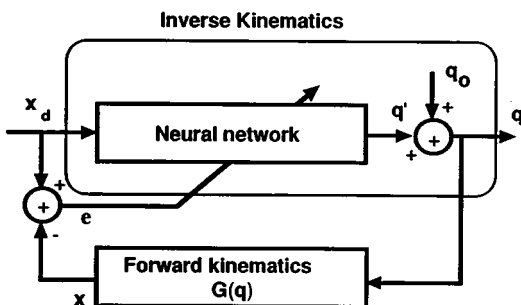 Inverse Kinematics
x d
Neural network
q'
q o
+
+
+
q
+
+
-
e
Forward kinematics
G(q)
x